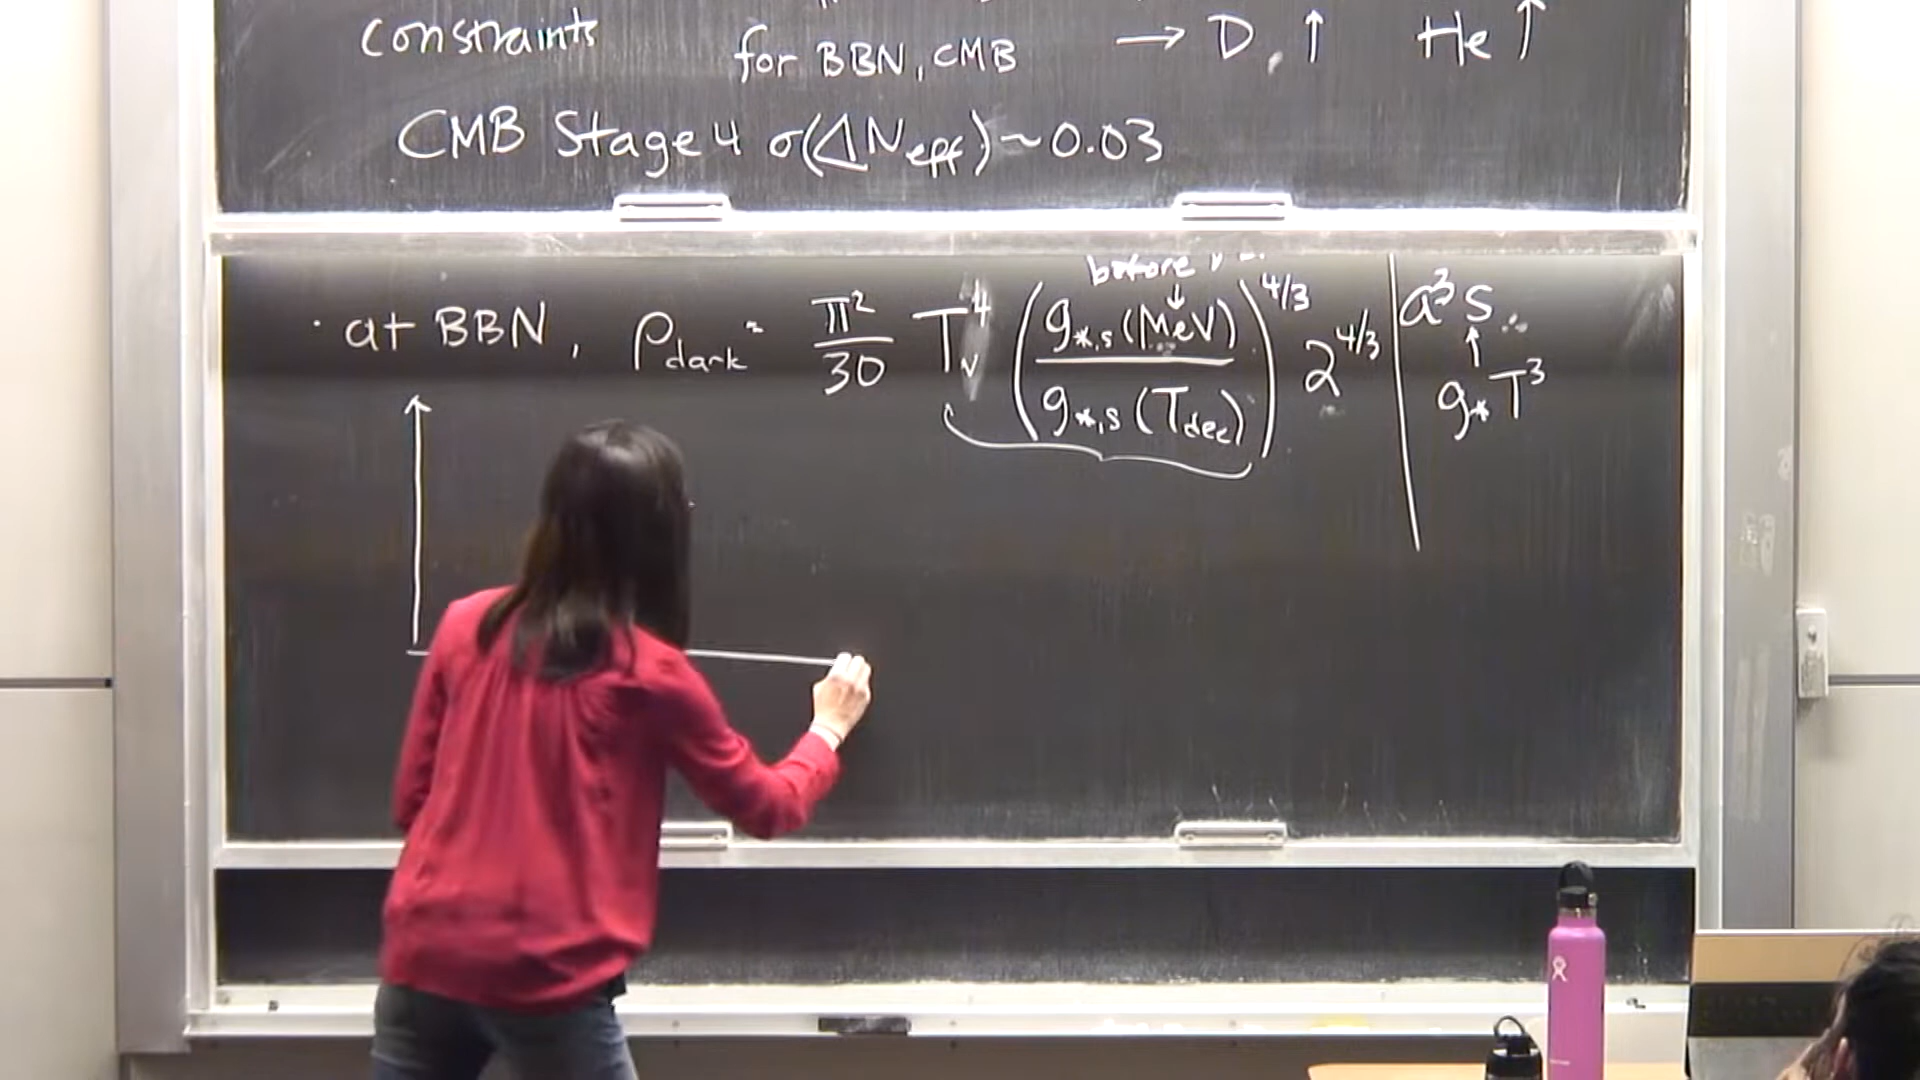 constraints for BBN, CMB → D, ↑ He ↑
CMB Stage 4 σ(ΔN_eff) ~ 0.03
before
· at BBN, ρ_dark = π²/30 T_ν⁴ (g_*,s (MeV) / g_*,s (T_dec))^4/3 2^4/3
a³ s
↑
g_* T³